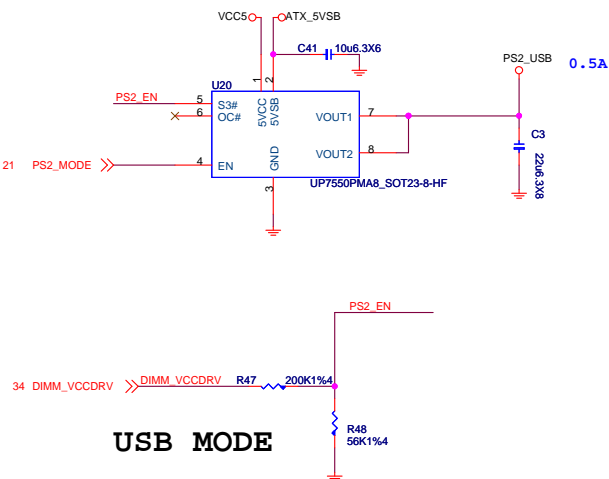 VCC5 ATX_5VSB
C41 10u6.3X6
PS2_USB 0.5A
U20
1 2
PS2_EN 5 S3# 5VCC 5VSB
6 OC# VOUT1 7
C3
22u6.3X8
21 PS2_MODE 4 EN GND VOUT2 8
3
UP7550PMA8_SOT23-8-HF
PS2_EN
34 DIMM_VCCDRV DIMM_VCCDRV R47 200K1%4
USB MODE
R48
56K1%4